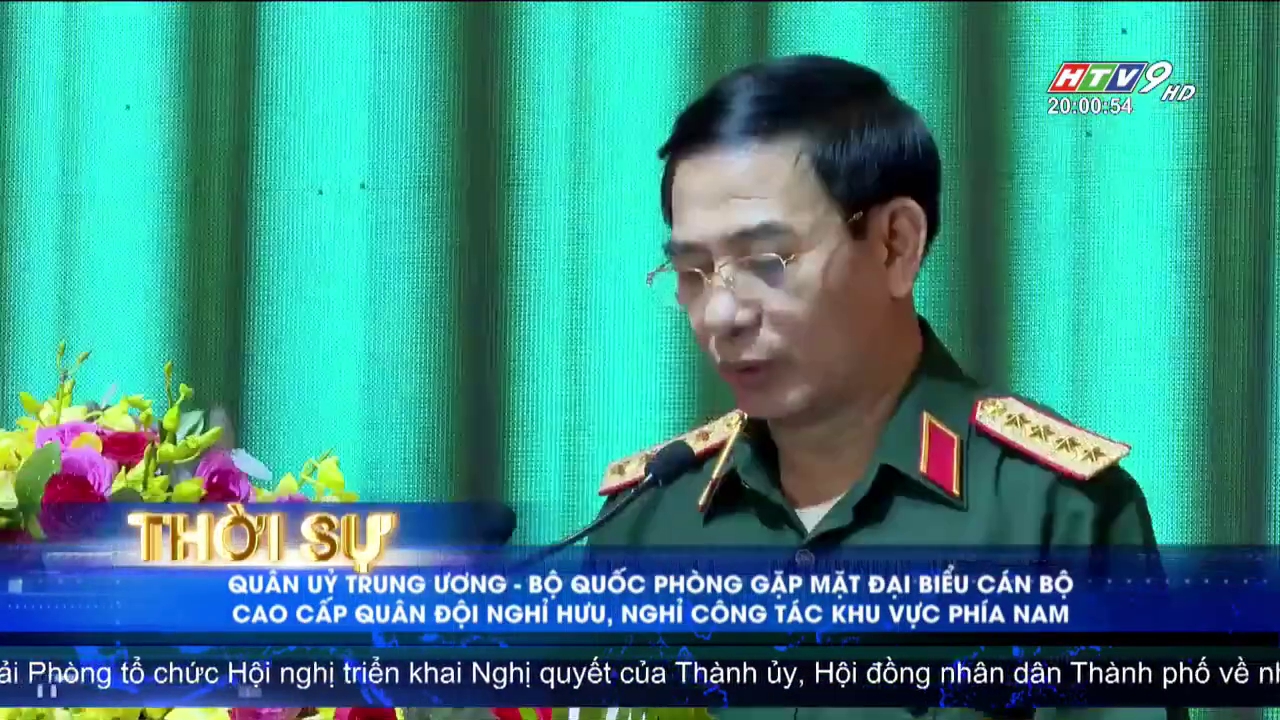 HTV9 HD
20:00:54
THỜI SỰ
QUÂN UỶ TRUNG ƯƠNG - BỘ QUỐC PHÒNG GẶP MẶT ĐẠI BIỂU CÁN BỘ
CAO CẤP QUÂN ĐỘI NGHỈ HƯU, NGHỈ CÔNG TÁC KHU VỰC PHÍA NAM
ải Phòng tổ chức Hội nghị triển khai Nghị quyết của Thành ủy, Hội đồng nhân dân Thành phố về nh